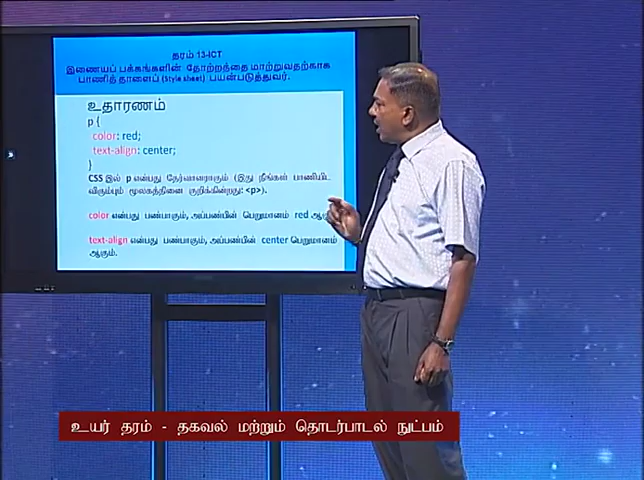 தரம் 13-ICT
இணையப் பக்கங்களின் தோற்றத்தை மாற்றுவதற்காக
பாணித் தாளைப் (Style sheet) பயன்படுத்துவர்.
உதாரணம்
p {
color: red;
text-align: center;
}
CSS இல் p என்பது தேர்வாளராகும் (இது நீங்கள் பாணியிட
விரும்பும் மூலகத்தினை குறிக்கின்றது: <p>).
color என்பது பண்பாகும், அப்பண்பின் பெறுமானம் red
text-align என்பது பண்பாகும், அப்பண்பின் center பெறுமானம்
ஆகும்.
உயர் தரம் - தகவல் மற்றும் தொடர்பாடல் நுட்பம்